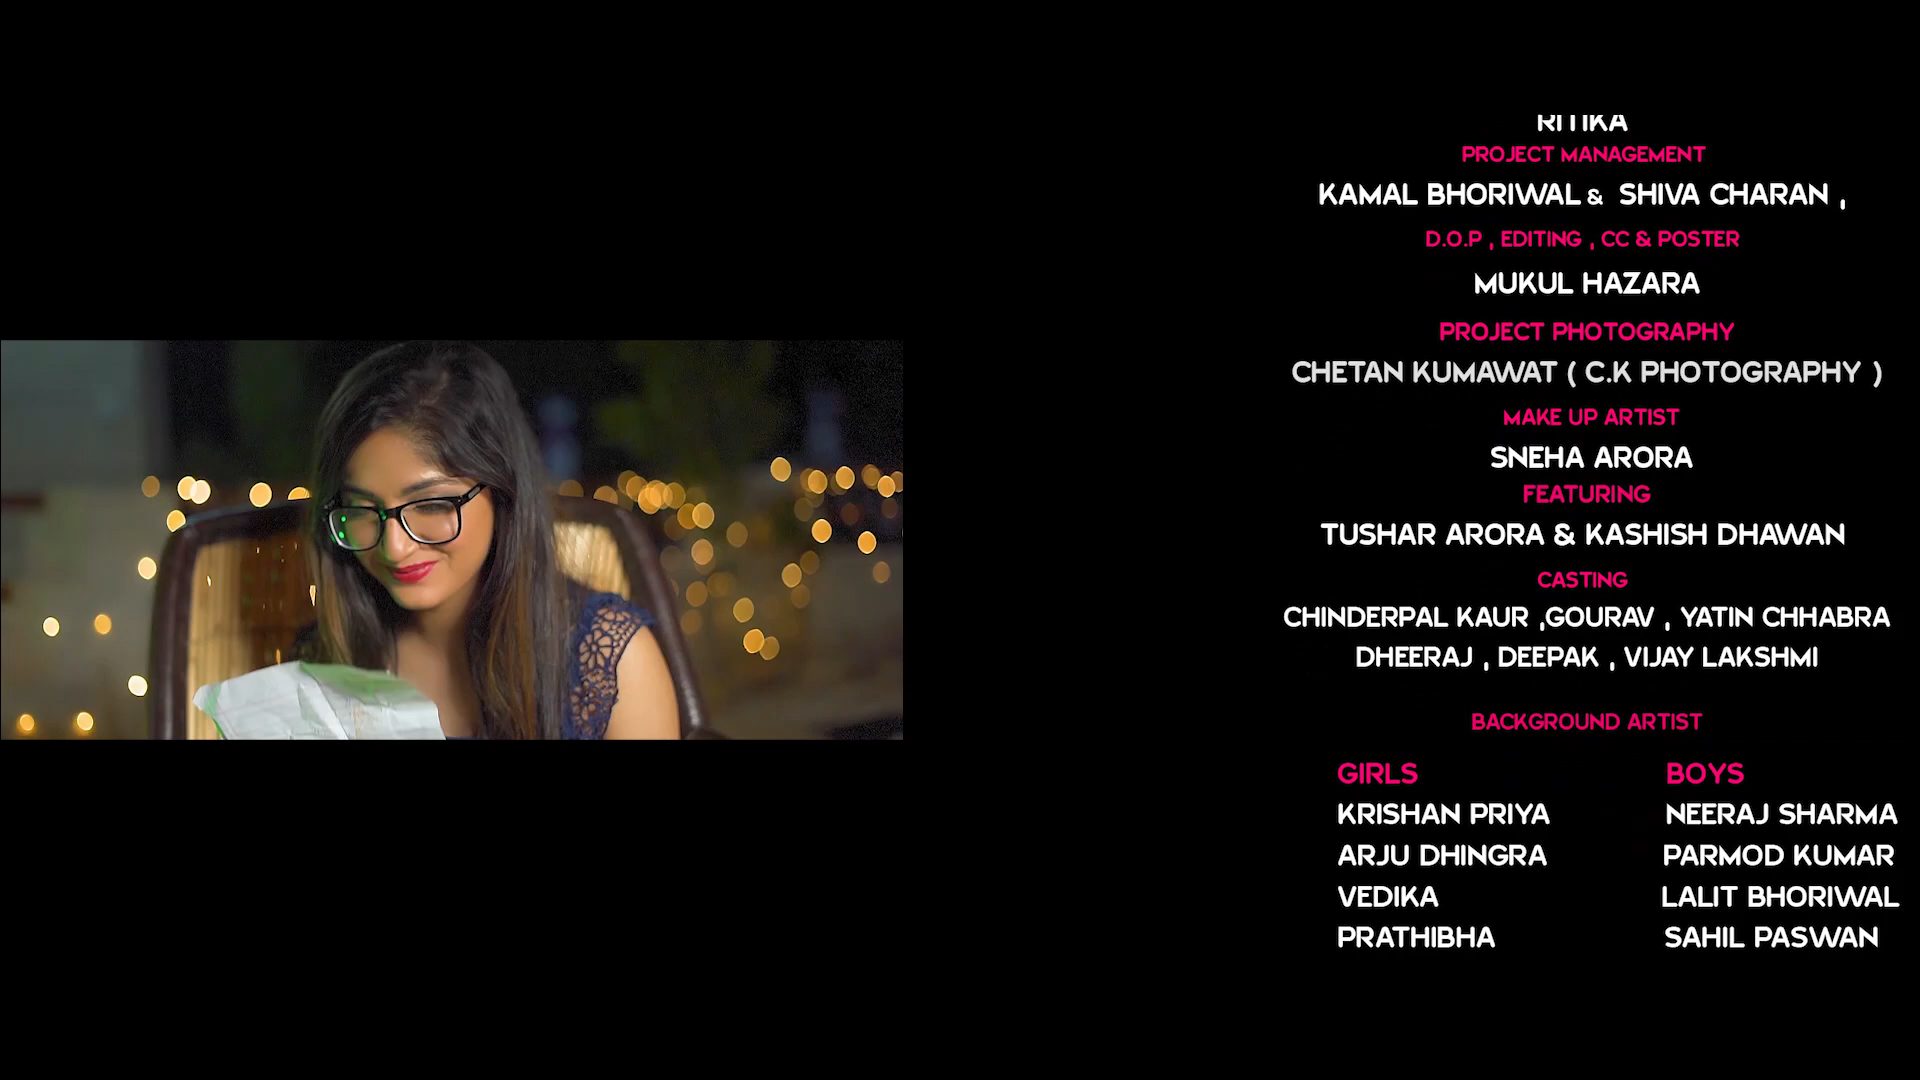 RITIKA
PROJECT MANAGEMENT
KAMAL BHORIWAL & SHIVA CHARAN ,
D.O.P , EDITING , CC & POSTER
MUKUL HAZARA
PROJECT PHOTOGRAPHY
CHETAN KUMAWAT ( C.K PHOTOGRAPHY )
MAKE UP ARTIST
SNEHA ARORA
FEATURING
TUSHAR ARORA & KASHISH DHAWAN
CASTING
CHINDERPAL KAUR ,GOURAV , YATIN CHHABRA
DHEERAJ , DEEPAK , VIJAY LAKSHMI
BACKGROUND ARTIST
GIRLS BOYS
KRISHAN PRIYA NEERAJ SHARMA
ARJU DHINGRA PARMOD KUMAR
VEDIKA LALIT BHORIWAL
PRATHIBHA SAHIL PASWAN